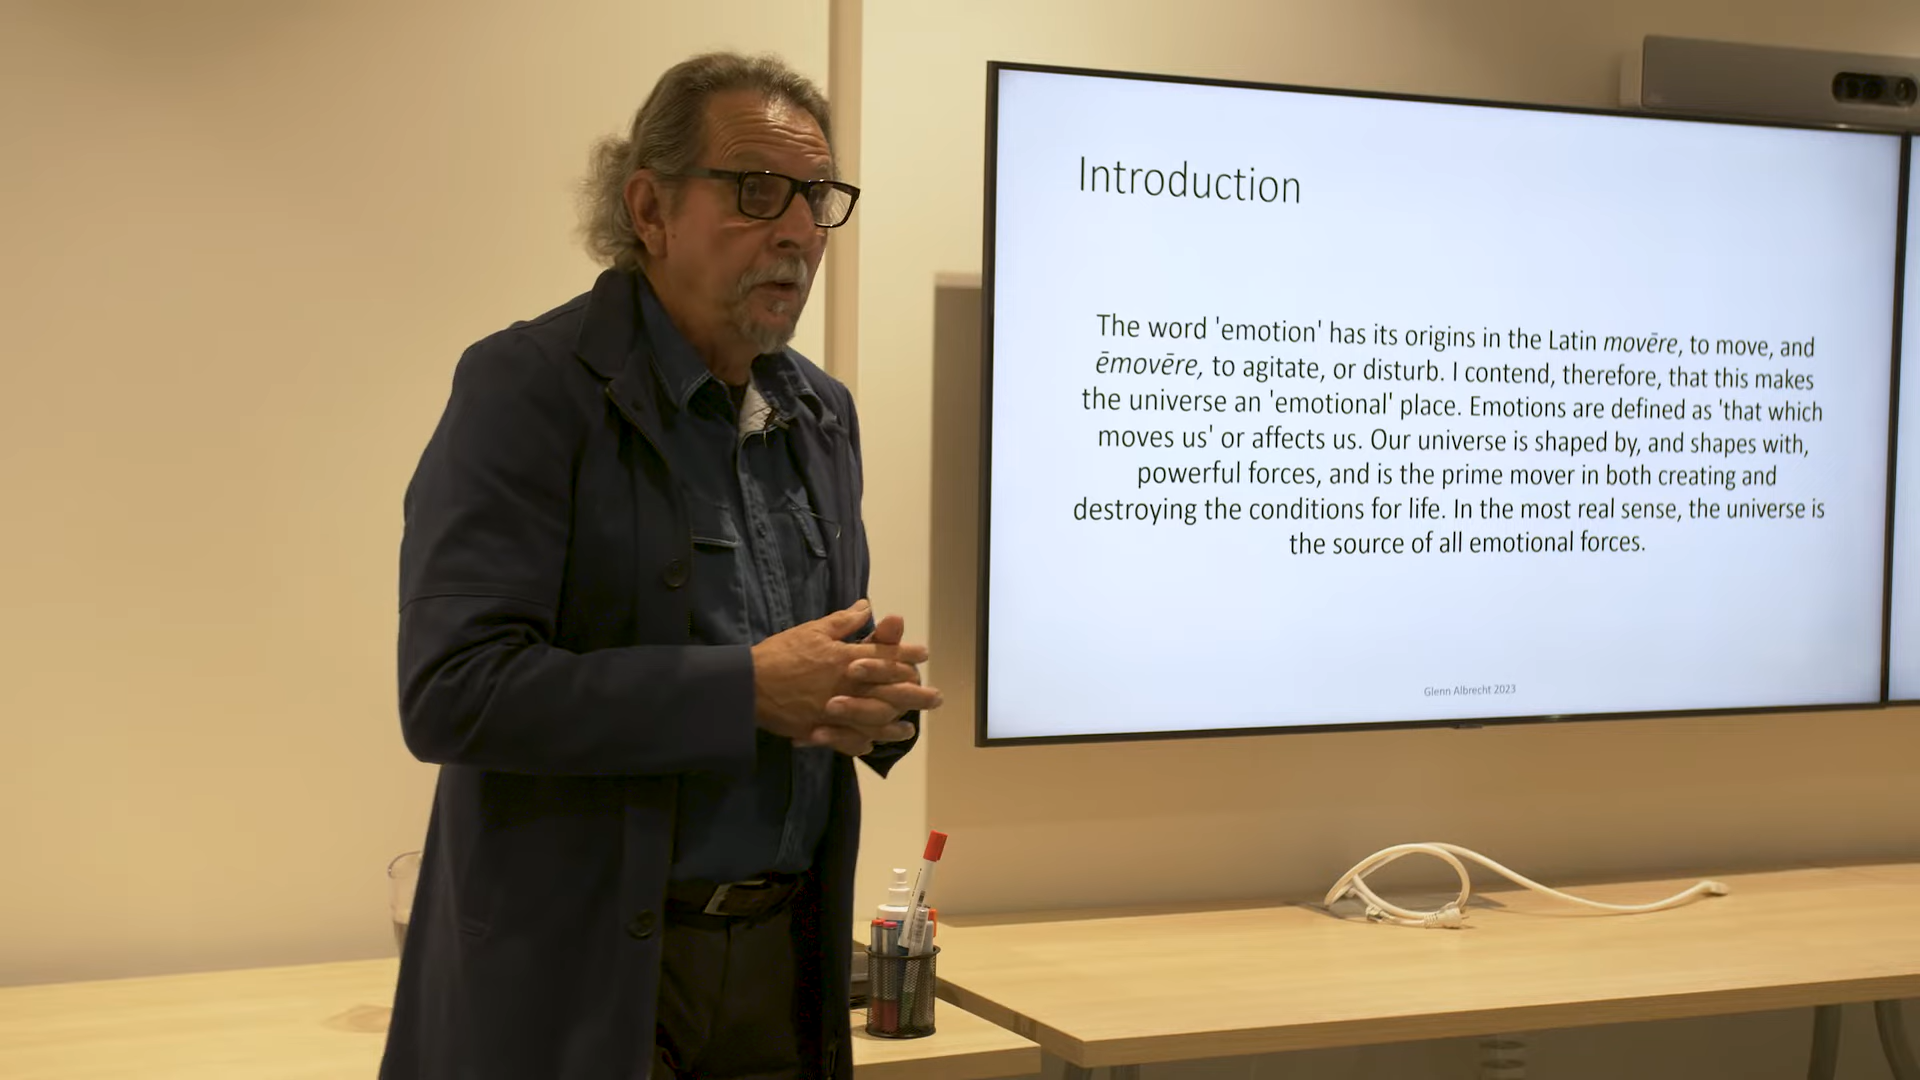 Introduction
The word 'emotion' has its origins in the Latin movēre, to move, and
ēmovēre, to agitate, or disturb. I contend, therefore, that this makes
the universe an 'emotional' place. Emotions are defined as 'that which
moves us' or affects us. Our universe is shaped by, and shapes with,
powerful forces, and is the prime mover in both creating and
destroying the conditions for life. In the most real sense, the universe is
the source of all emotional forces.
Glenn Albrecht 2023